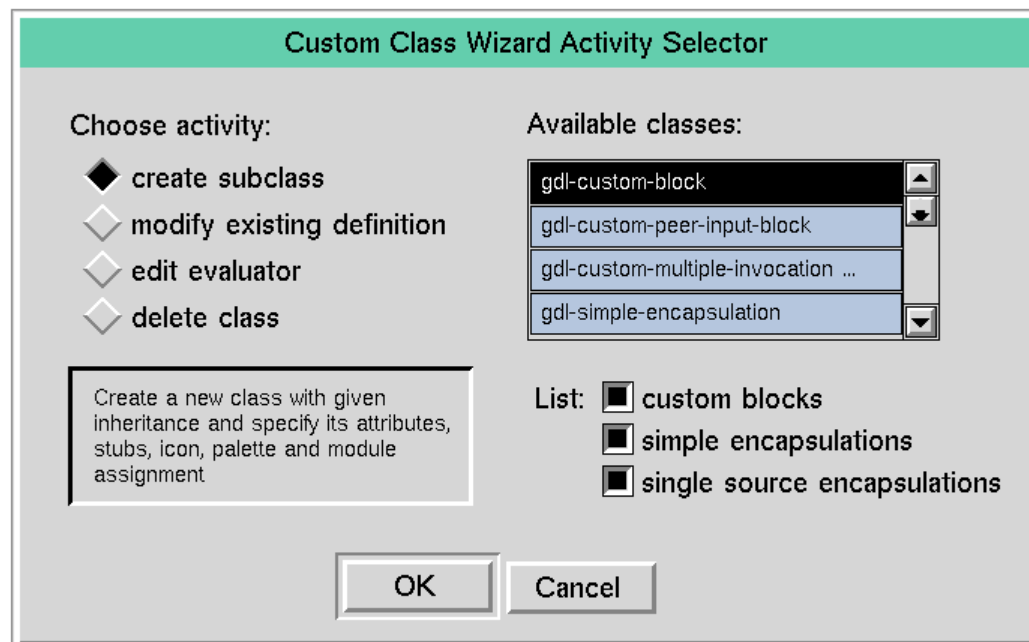 Custom Class Wizard Activity Selector
Choose activity:
create subclass
modify existing definition
edit evaluator
delete class
Create a new class with given
inheritance and specify its attributes,
stubs, icon, palette and module
assignment
Available classes:
gdl-custom-block
gdl-custom-peer-input-block
gdl-custom-multiple-invocation ...
gdl-simple-encapsulation
List:
custom blocks
simple encapsulations
single source encapsulations
OK
Cancel